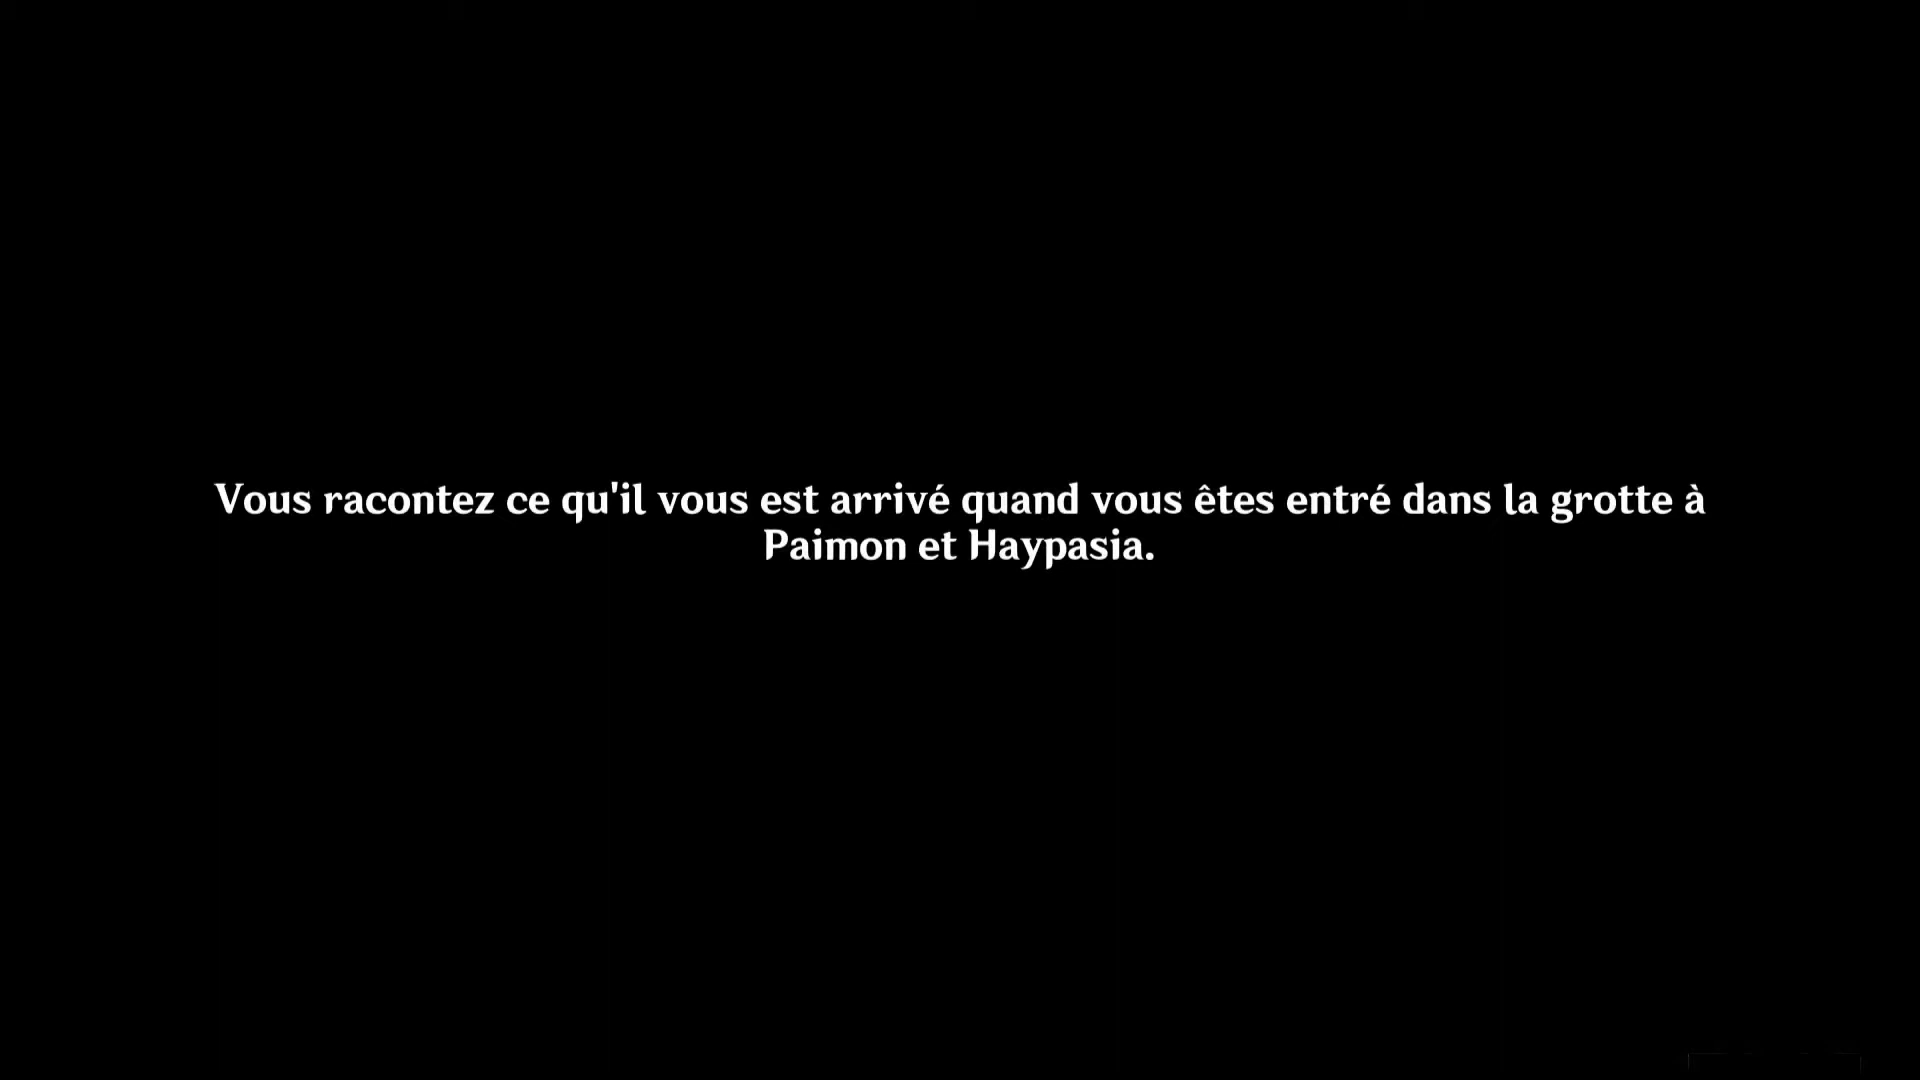 Vous racontez ce qu'il vous est arrivé quand vous êtes entré dans la grotte à
Paimon et Haypasia.